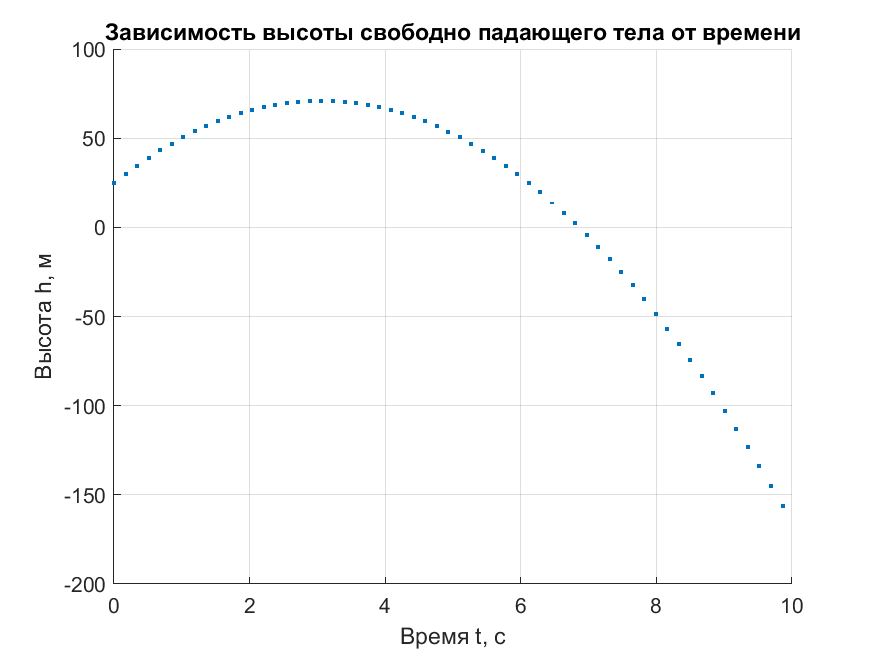 Зависимость высоты свободно падающего тела от времени
100
50
0
-50
-100
-150
-200
Высота h, м
0 2 4 6 8 10
Время t, с